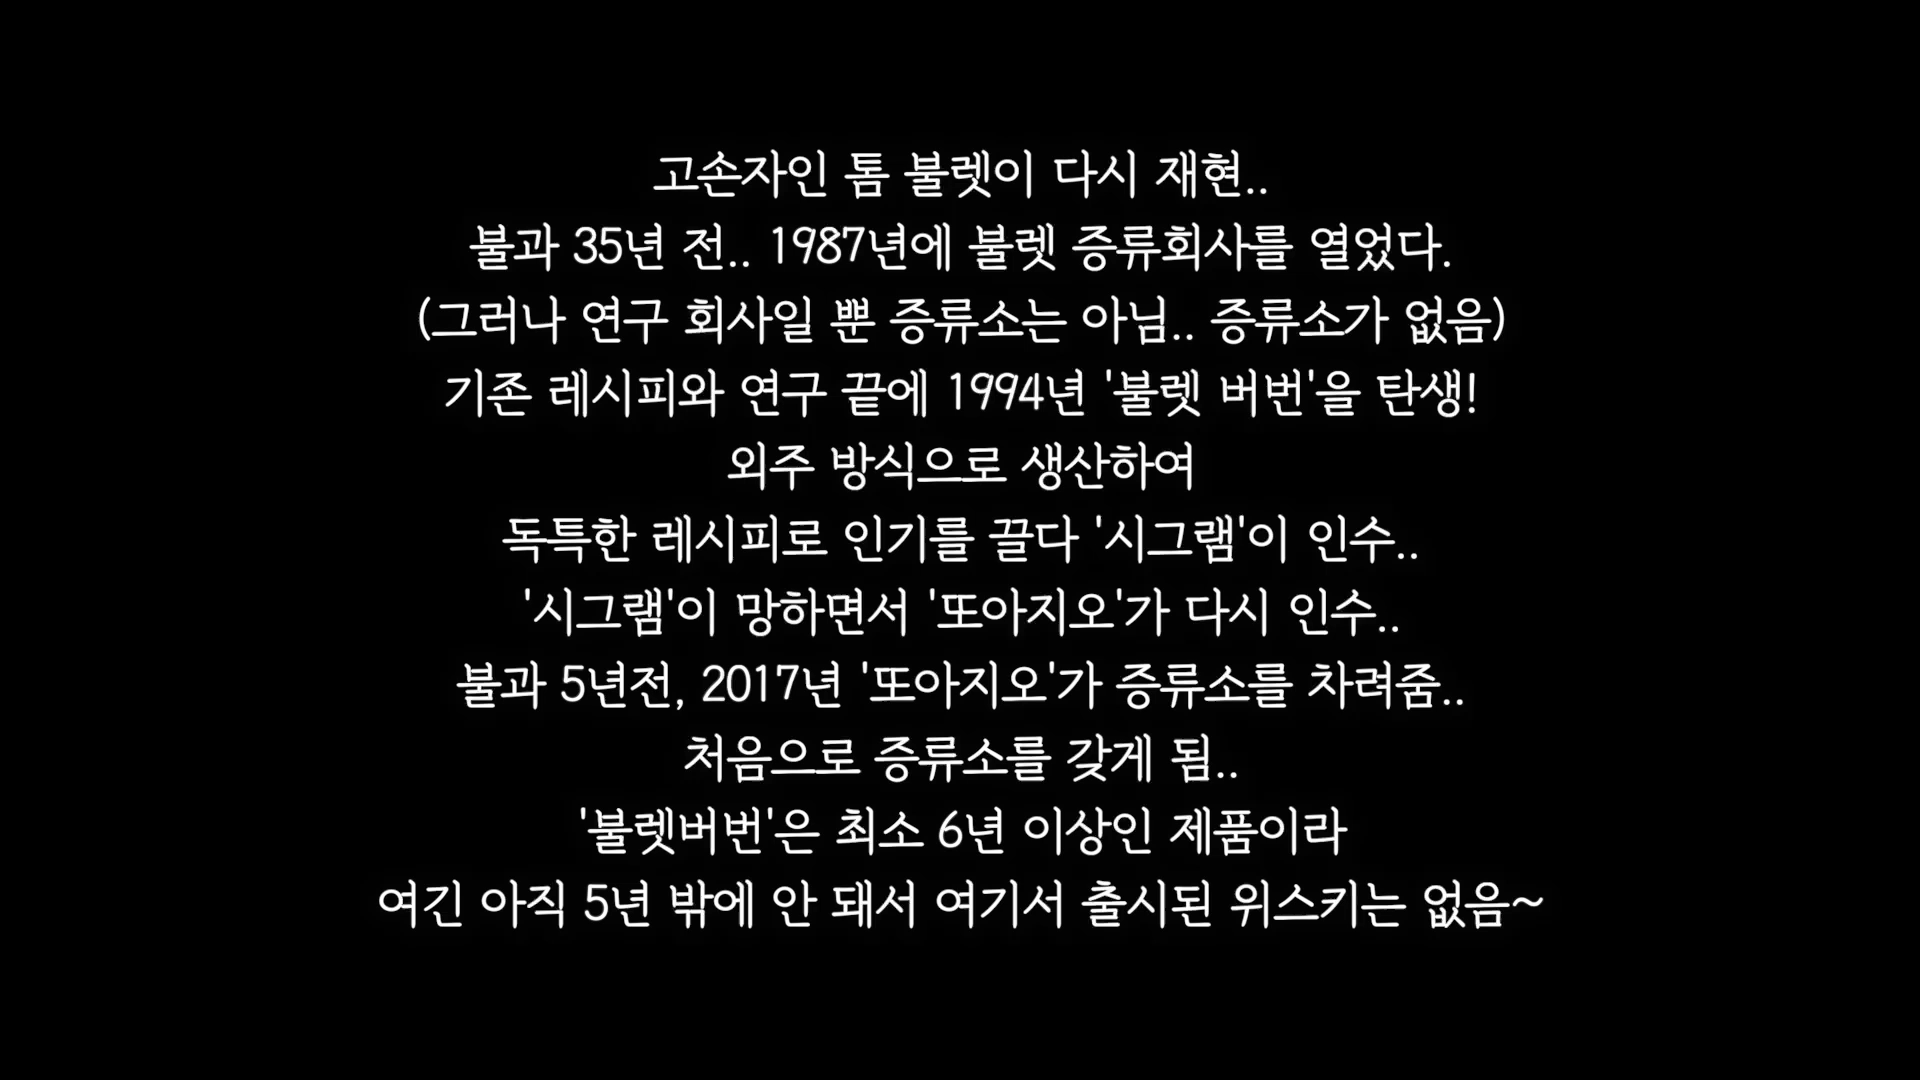 고손자인 톰 불렛이 다시 재현..
불과 35년 전.. 1987년에 불렛 증류회사를 열었다.
(그러나 연구 회사일 뿐 증류소는 아님.. 증류소가 없음)
기존 레시피와 연구 끝에 1994년 '불렛 버번'을 탄생!
외주 방식으로 생산하여
독특한 레시피로 인기를 끌다 '시그램'이 인수..
'시그램'이 망하면서 '또아지오'가 다시 인수..
불과 5년전, 2017년 '또아지오'가 증류소를 차려줌..
처음으로 증류소를 갖게 됨..
'불렛버번'은 최소 6년 이상인 제품이라
여긴 아직 5년 밖에 안 돼서 여기서 출시된 위스키는 없음~